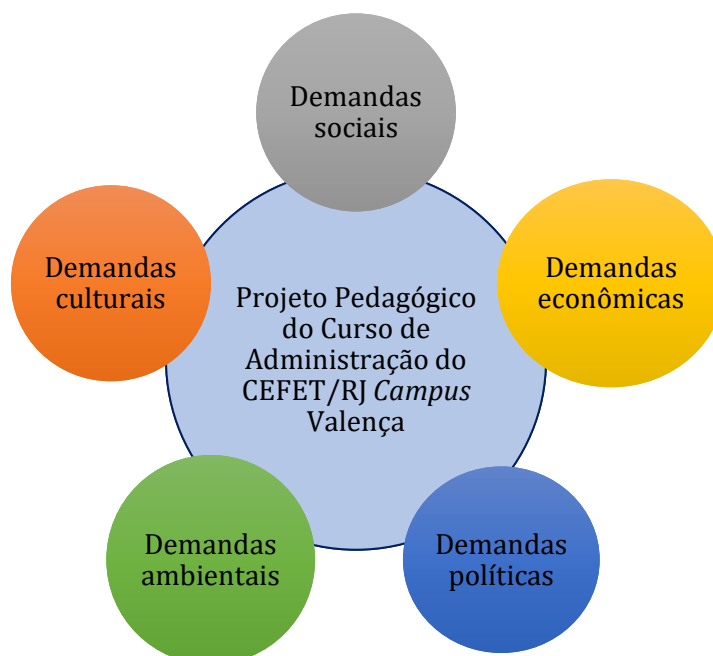 Demandas
sociais
Demandas
culturais
Demandas
econômicas
Projeto Pedagógico
do Curso de
Administração do
CEFET/RJ Campus
Valença
Demandas
ambientais
Demandas
políticas